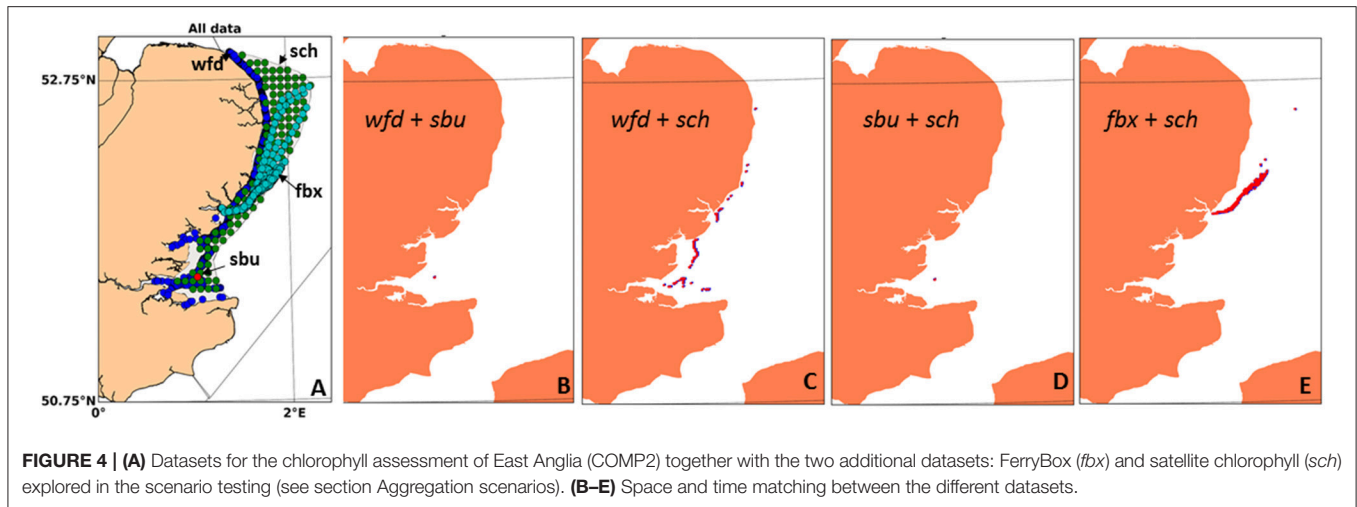 All data
sch
wfd
52.75°N
fbx
sbu
A
50.75°N
0°
2°E
wfd + sbu
B
wfd + sch
C
sbu + sch
D
fbx + sch
E
FIGURE 4 | (A) Datasets for the chlorophyll assessment of East Anglia (COMP2) together with the two additional datasets: FerryBox (fbx) and satellite chlorophyll (sch)
explored in the scenario testing (see section Aggregation scenarios). (B–E) Space and time matching between the different datasets.